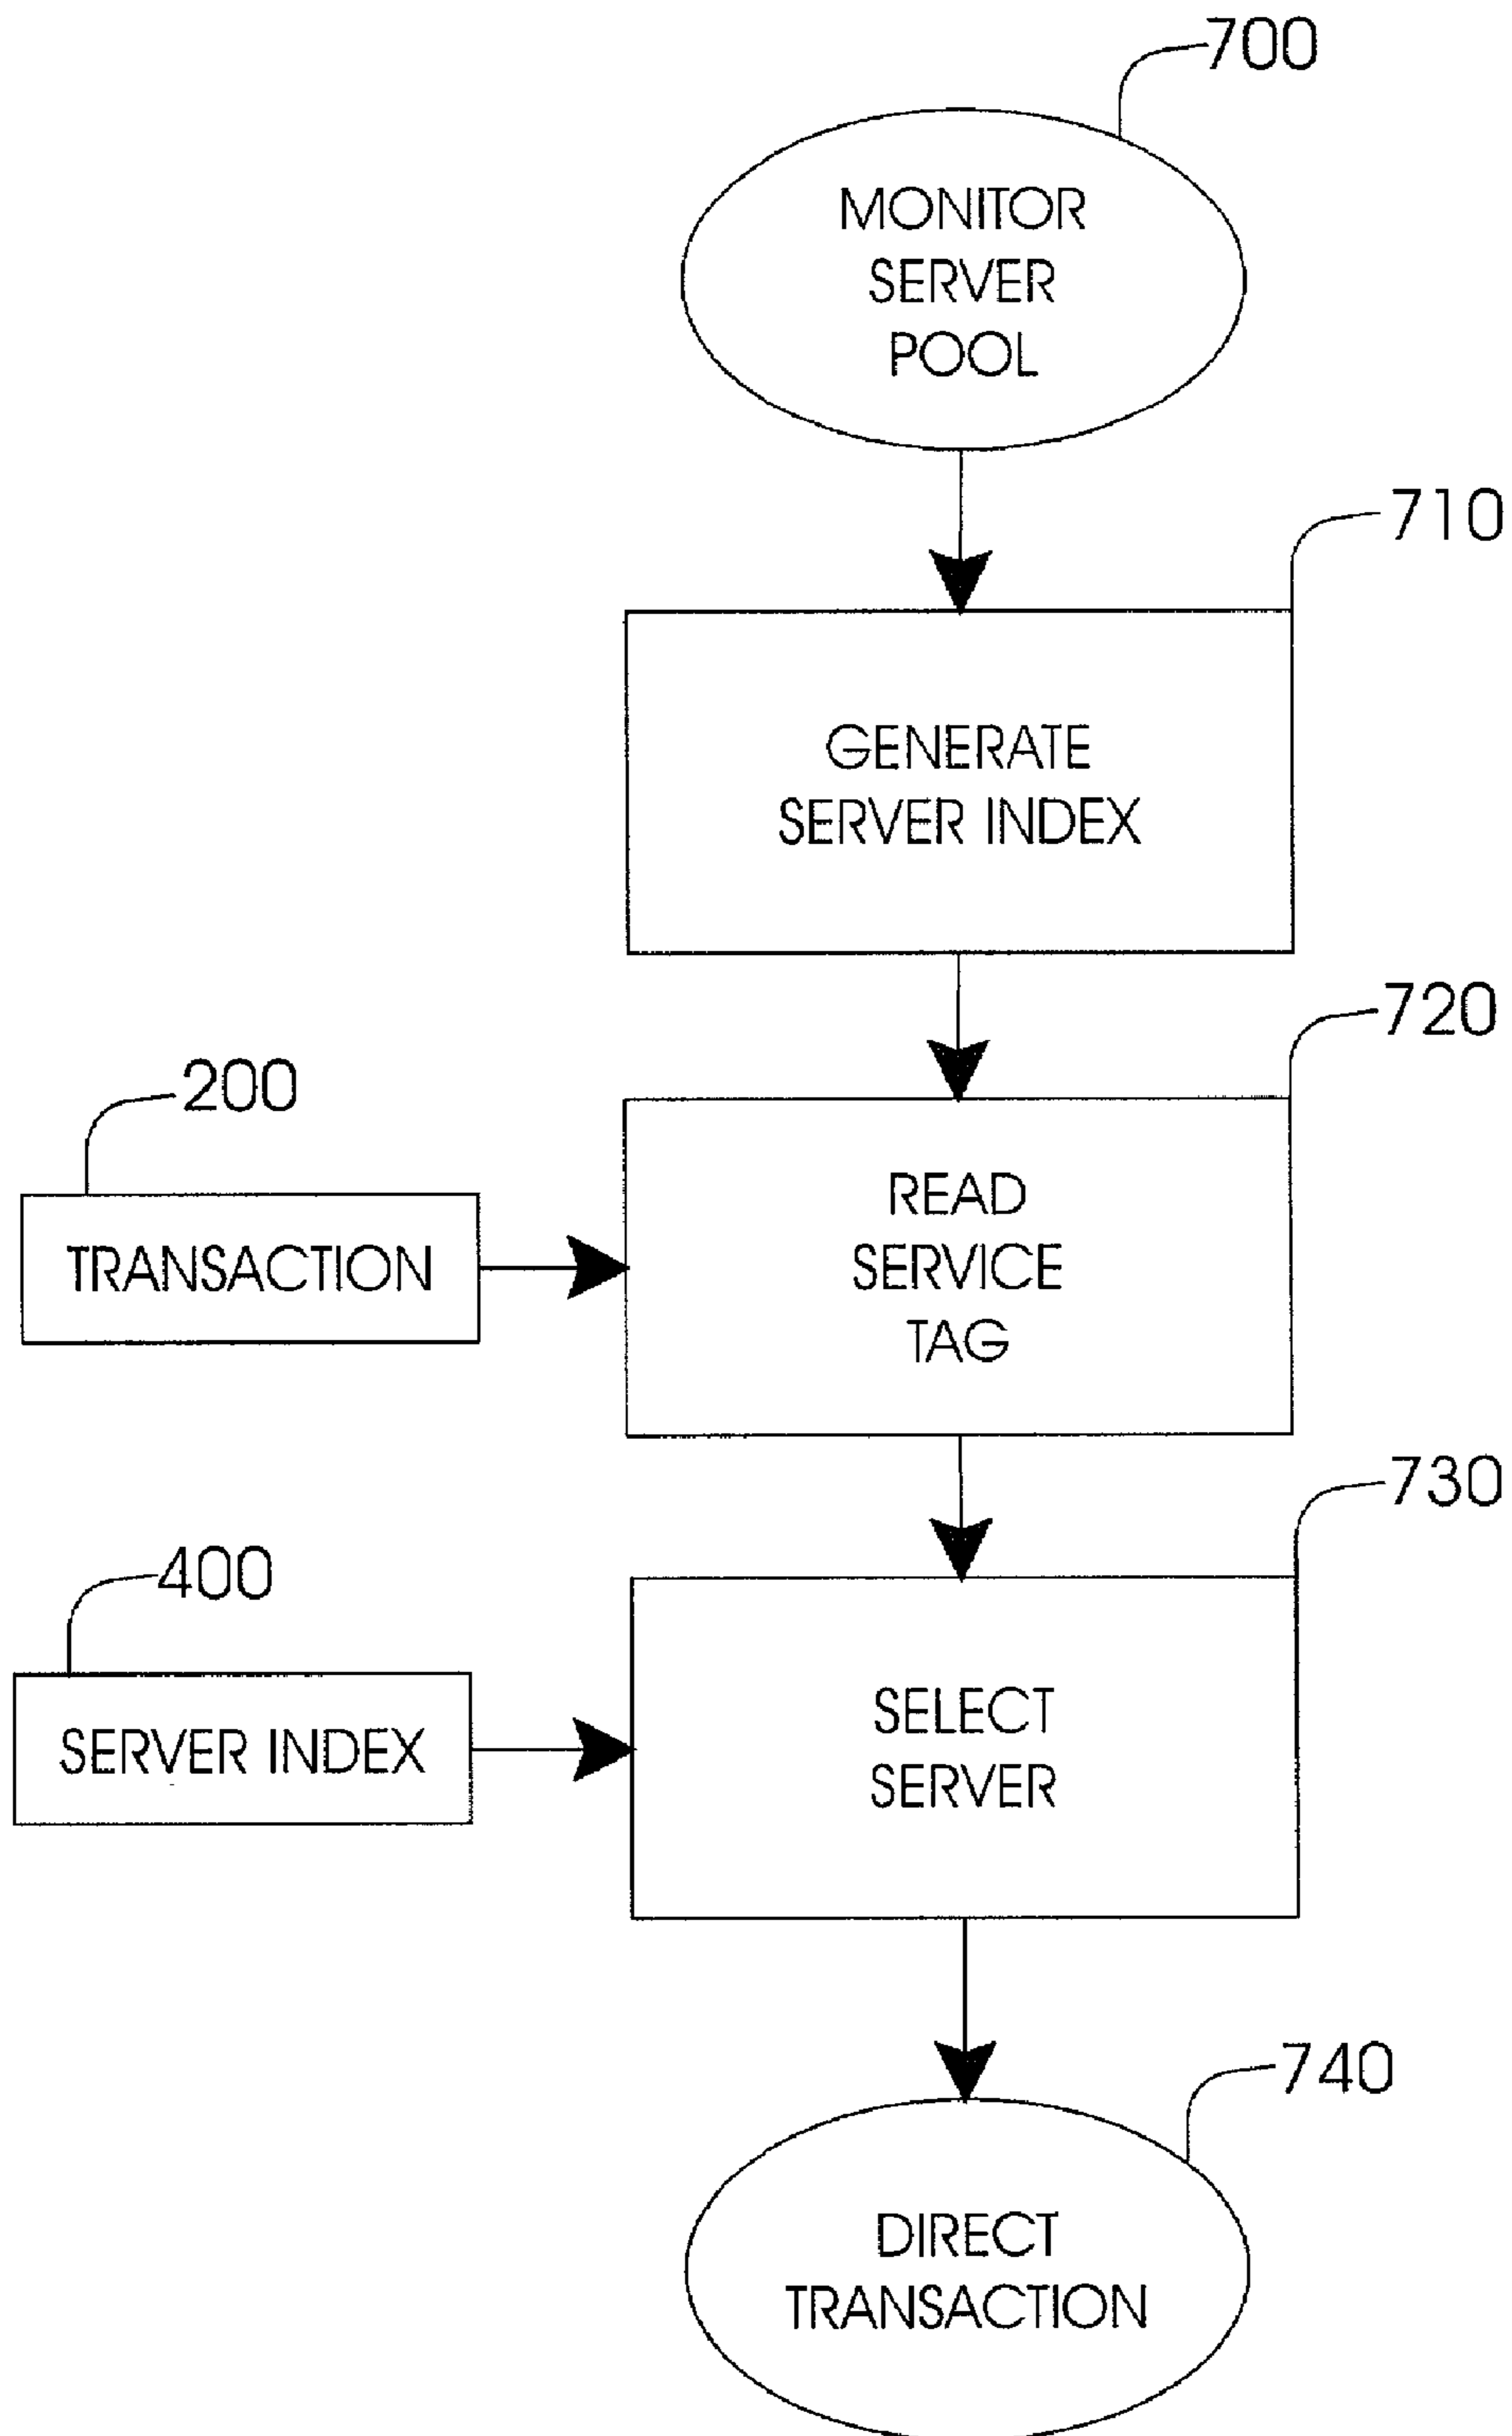 700
MONITOR
SERVER
POOL
710
GENERATE
SERVER INDEX
720
200
READ
SERVICE
TAG
TRANSACTION
730
400
SELECT
SERVER
SERVER INDEX
740
DIRECT
TRANSACTION